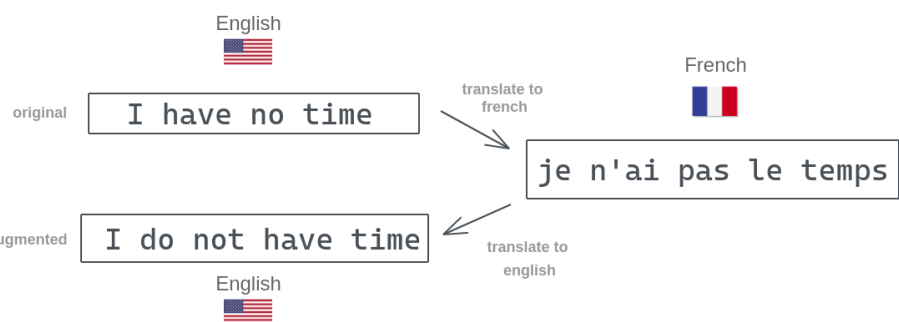 English
original
I have no time
translate to
french
French
je n'ai pas le temps
ugmented
I do not have time
translate to
english
English